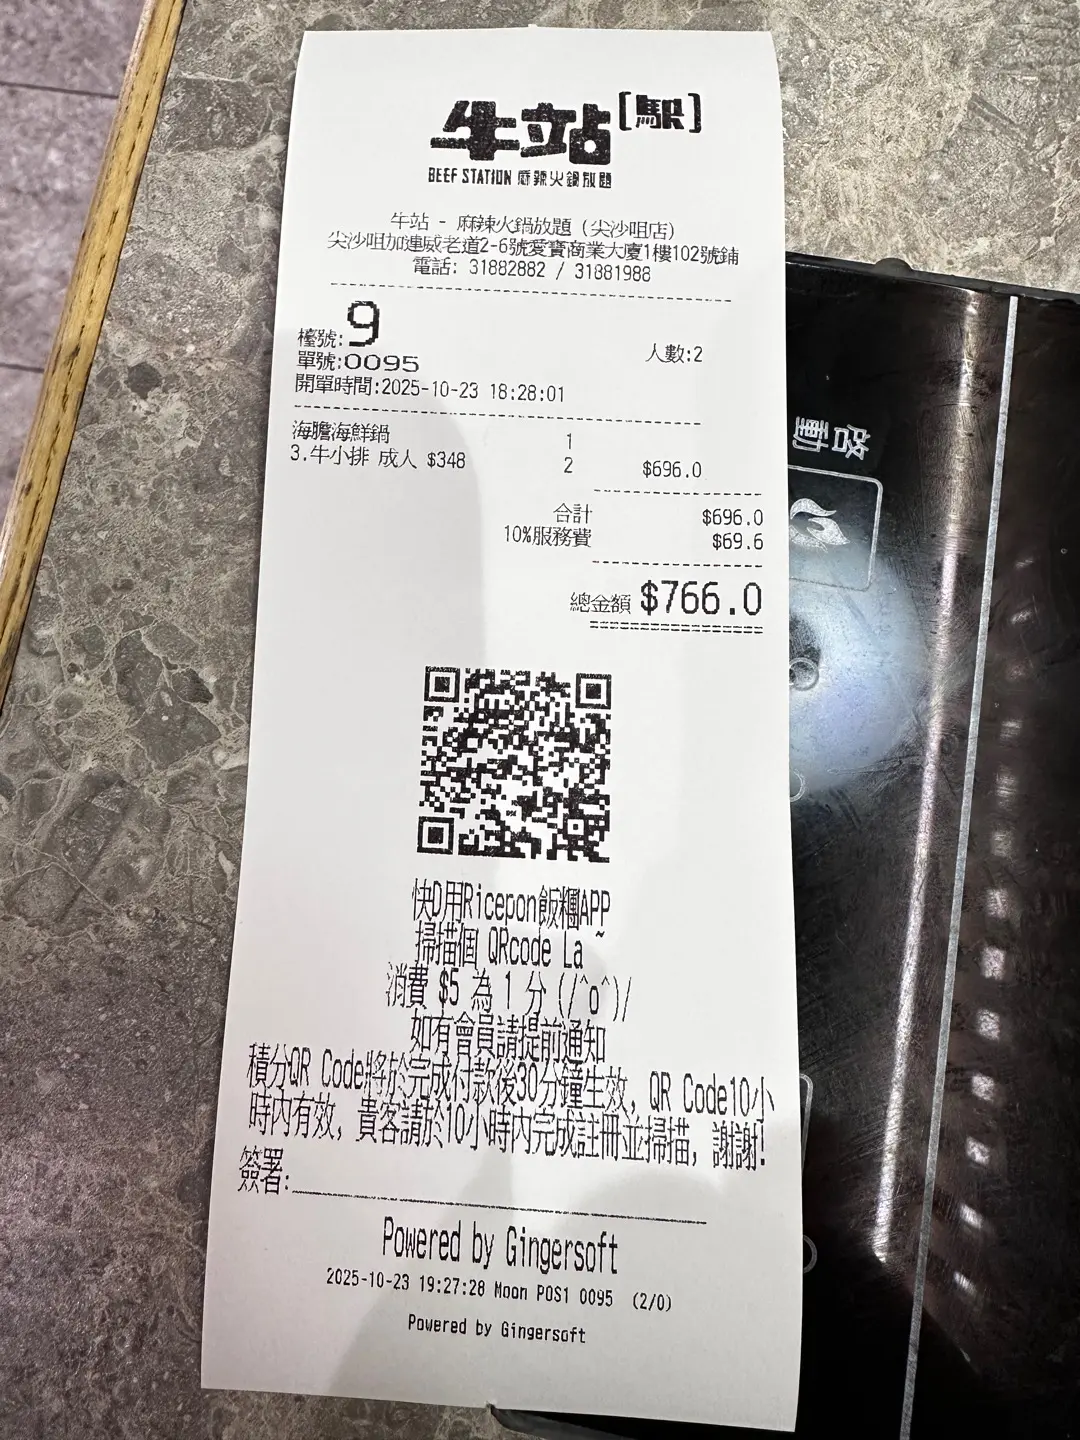 牛站[駅]
BEEF STATION 麻辣火鍋放題
牛站 - 麻辣火鍋放題 (尖沙咀店)
尖沙咀加連威老道2-6號愛賓商業大廈1樓102號鋪
電話: 31882882 / 31881988
檯號:9
人數:2
單號:0095
開單時間:2025-10-23 18:28:01
海膽海鮮鍋 1
3.牛小排 成人 $348 2 $696.0
合計 $696.0
10%服務費 $69.6
總金額 $766.0
快D用Ricepon飯糰APP
掃描個 QRcode La ~
消費 $5 為 1 分 (/^o^)/
如有會員請提前通知
積分QR Code將於完成付款後30分鐘生效, QR Code10小
時內有效, 貴客請於10小時內完成註冊並掃描, 謝謝!
簽署:
Powered by Gingersoft
2025-10-23 19:27:28 Moon POS1 0095 (2/0)
Powered by Gingersoft
啓動